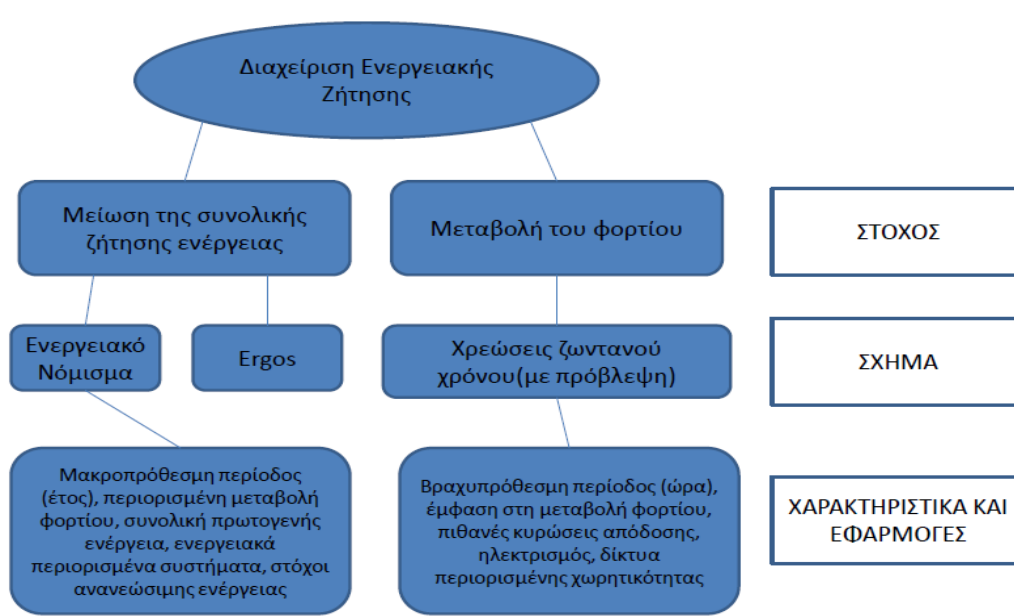 Διαχείριση Ενεργειακής
Ζήτησης
Μείωση της συνολικής
ζήτησης ενέργειας
Μεταβολή του φορτίου
ΣΤΟΧΟΣ
Ενεργειακό
Νόμισμα
Ergos
Χρεώσεις ζωντανού
χρόνου(με πρόβλεψη)
ΣΧΗΜΑ
Μακροπρόθεσμη περίοδος
(έτος), περιορισμένη μεταβολή
φορτίου, συνολική πρωτογενής
ενέργεια, ενεργειακά
περιορισμένα συστήματα, στόχοι
ανανεώσιμης ενέργειας
Βραχυπρόθεσμη περίοδος (ώρα),
έμφαση στη μεταβολή φορτίου,
πιθανές κυρώσεις απόδοσης,
ηλεκτρισμός, δίκτυα
περιορισμένης χωρητικότητας
ΧΑΡΑΚΤΗΡΙΣΤΙΚΑ ΚΑΙ
ΕΦΑΡΜΟΓΕΣ